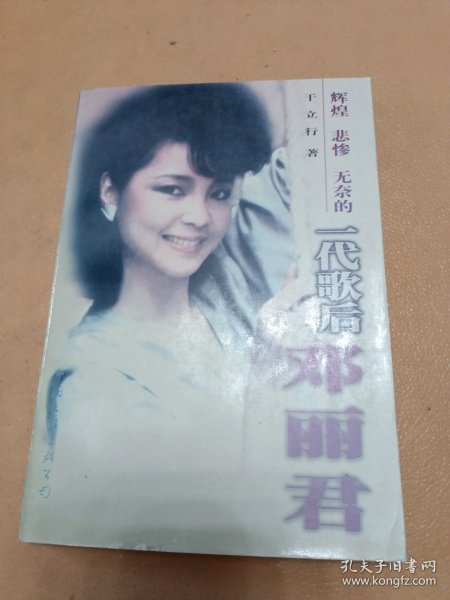 辉煌 悲惨 无奈的
一代歌后
邓丽君
于立行 著
孔夫子旧书网
www.kongfz.com